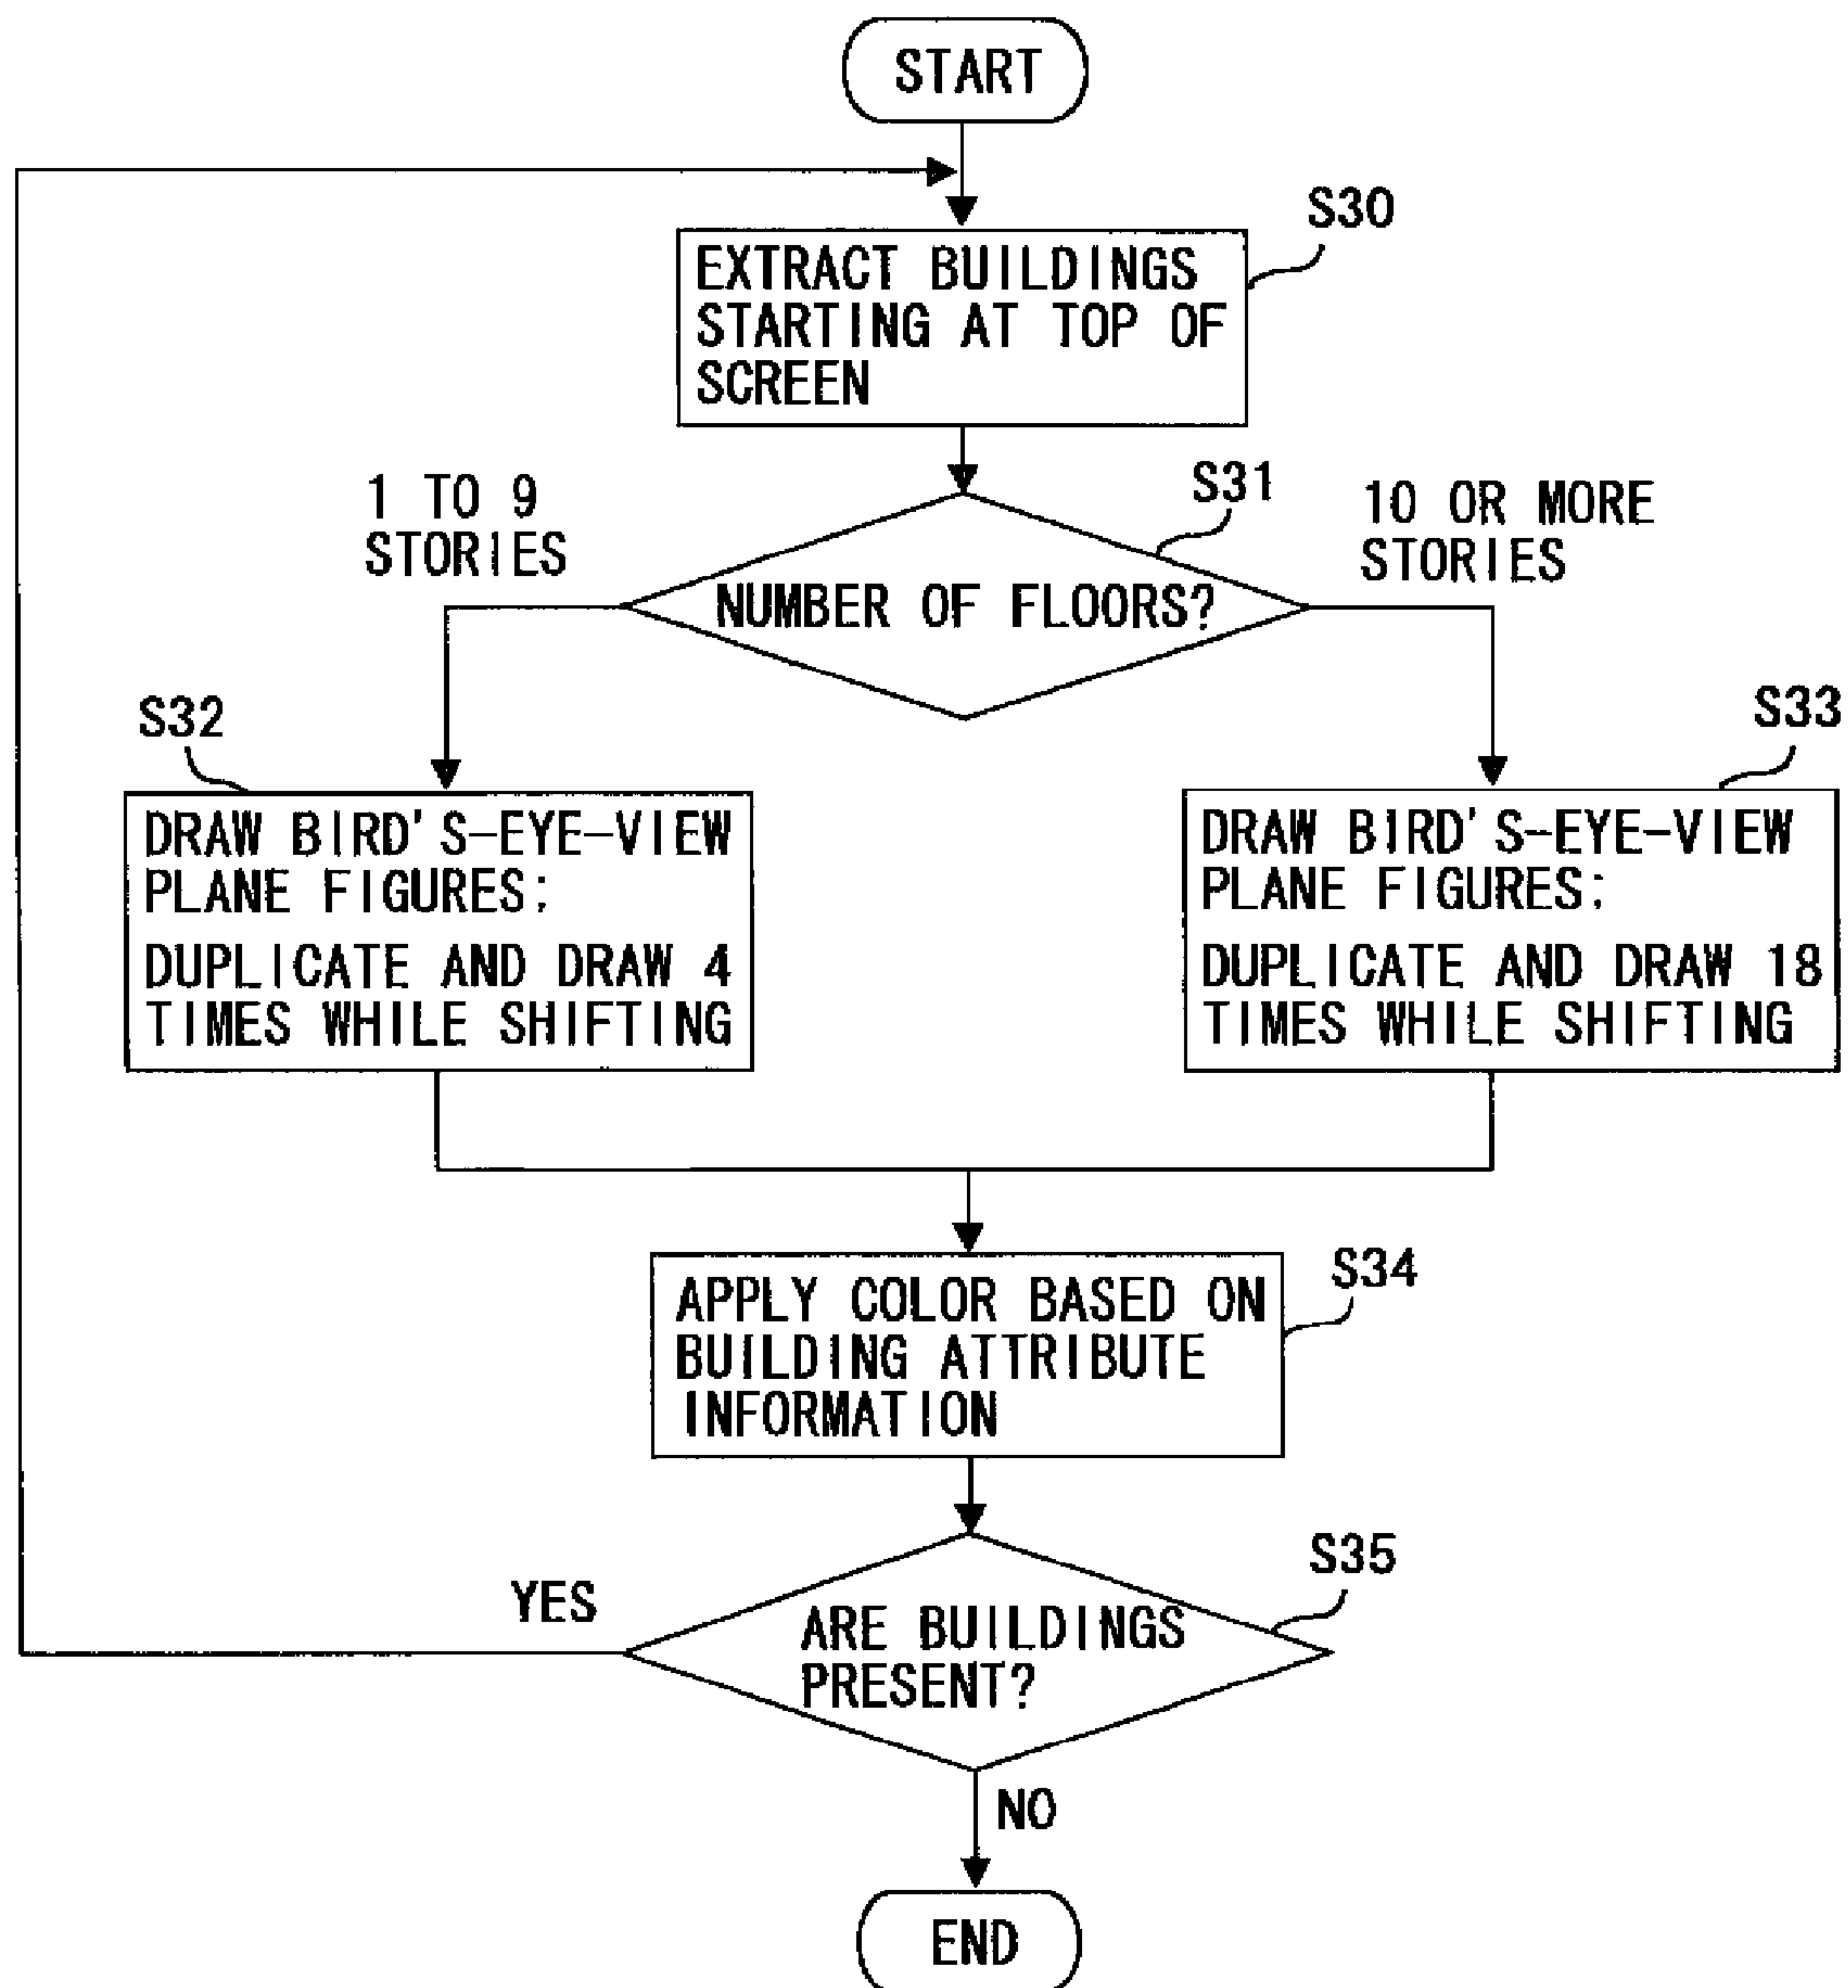 START
S30
EXTRACT BUILDINGS
STARTING AT TOP OF
SCREEN
S31
1 TO 9
STORIES
10 OR MORE
STORIES
NUMBER OF FLOORS?
S32
S33
DRAW BIRD'S-EYE-VIEW
PLANE FIGURES:
DUPLICATE AND DRAW 4
TIMES WHILE SHIFTING
DRAW BIRD'S-EYE-VIEW
PLANE FIGURES:
DUPLICATE AND DRAW 18
TIMES WHILE SHIFTING
S34
APPLY COLOR BASED ON
BUILDING ATTRIBUTE
INFORMATION
S35
YES
ARE BUILDINGS
PRESENT?
NO
END